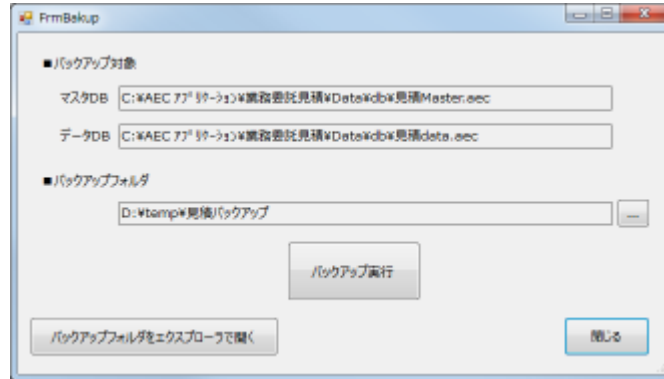 FrmBakup
■バックアップ対象
マスタDB C:¥AEC アプリケーション¥業務委託見積¥Data¥db¥見積Master.aec
データDB C:¥AEC アプリケーション¥業務委託見積¥Data¥db¥見積data.aec
■バックアップフォルダ
D:¥temp¥見積バックアップ ...
バックアップ実行
バックアップフォルダをエクスプローラで開く 閉じる